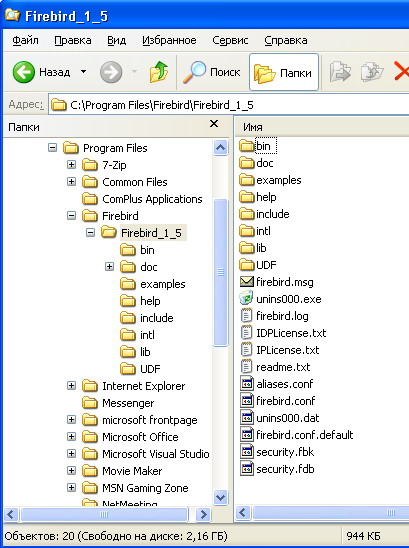 Firebird_1_5
Файл Правка Вид Избранное Сервис Справка
Назад Поиск Папки
Адрес: C:\Program Files\Firebird\Firebird_1_5
Папки
Program Files
7-Zip
Common Files
ComPlus Applications
Firebird
Firebird_1_5
bin
doc
examples
help
include
intl
lib
UDF
Internet Explorer
Messenger
microsoft frontpage
Microsoft Office
Microsoft Visual Studio
Movie Maker
MSN Gaming Zone
NetMeeting
Имя
bin
doc
examples
help
include
intl
lib
UDF
firebird.msg
unins000.exe
firebird.log
IDPLicense.txt
IPLicense.txt
readme.txt
aliases.conf
firebird.conf
unins000.dat
firebird.conf.default
security.fbk
security.fdb
Объектов: 20 (Свободно на диске: 2,16 ГБ) 944 КБ